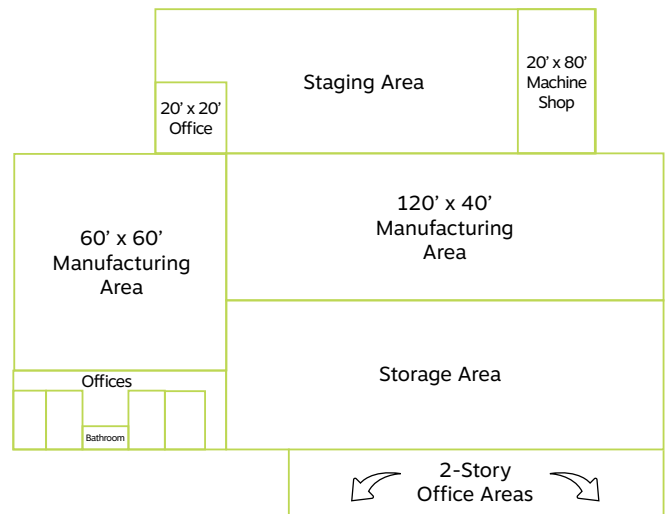 Staging Area
20’ x 80’
Machine
Shop
20’ x 20’
Office
60’ x 60’
Manufacturing
Area
120’ x 40’
Manufacturing
Area
Storage Area
Offices
Bathroom
2-Story
Office Areas